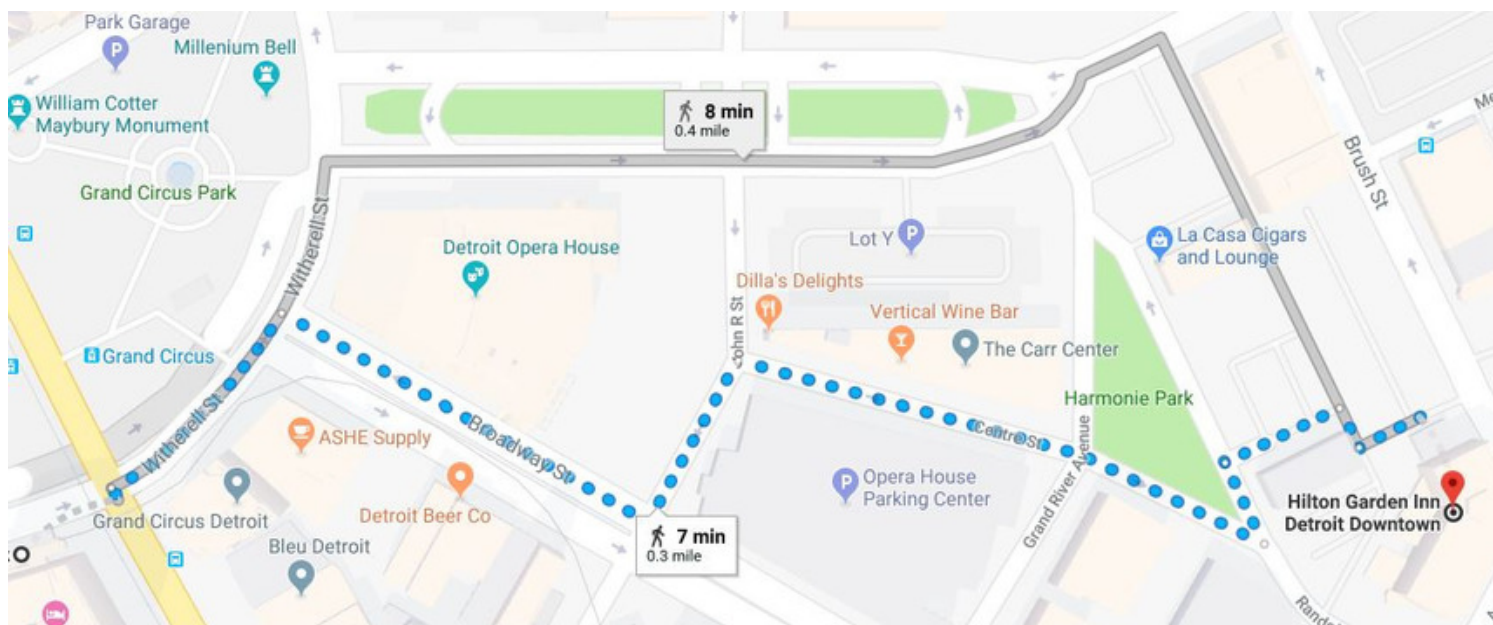 Park Garage
P
Millenium Bell
William Cotter
Maybury Monument
8 min
0.4 mile
Brush St
Grand Circus Park
Witherell St
Detroit Opera House
Lot Y
P
La Casa Cigars
and Lounge
Dilla's Delights
John R St
Vertical Wine Bar
The Carr Center
Grand Circus
Harmonie Park
Witherell St
ASHE Supply
Broadway St
Centre St
Grand River Avenue
Opera House
Parking Center
P
Hilton Garden Inn
Detroit Downtown
Grand Circus Detroit
Detroit Beer Co
7 min
0.3 mile
Bleu Detroit